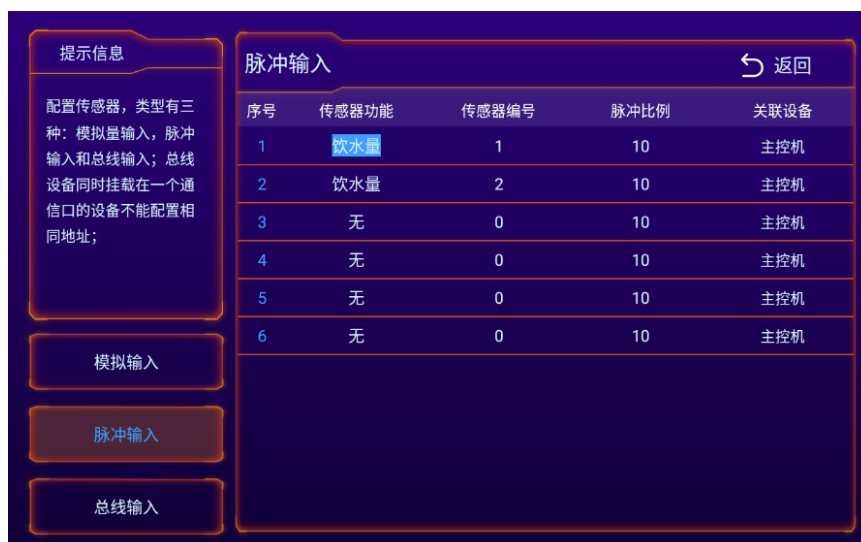 提示信息
配置传感器，类型有三
种：模拟量输入，脉冲
输入和总线输入；总线
设备同时挂载在一个通
信口的设备不能配置相
同地址；
模拟输入
脉冲输入
总线输入
脉冲输入 返回
序号 传感器功能 传感器编号 脉冲比例 关联设备
1 饮水量 1 10 主控机
2 饮水量 2 10 主控机
3 无 0 10 主控机
4 无 0 10 主控机
5 无 0 10 主控机
6 无 0 10 主控机